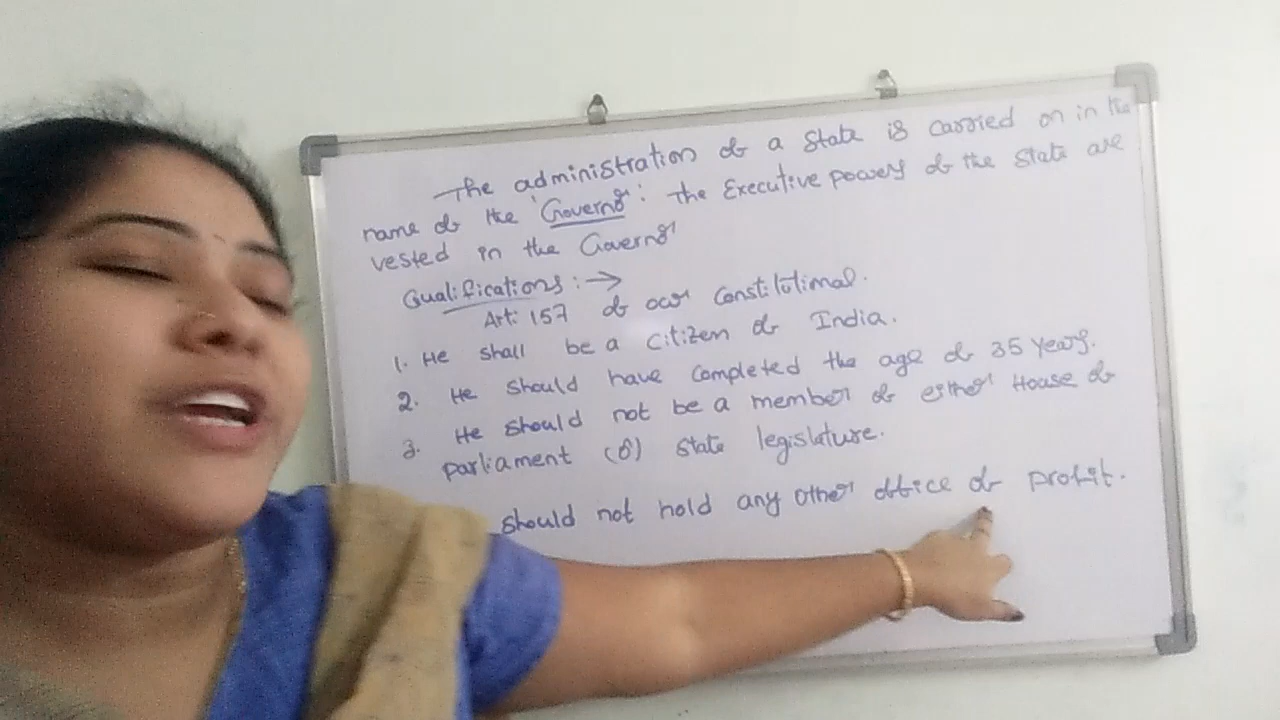 The administration of a State is carried on in the
name of the 'Governor'. The Executive powers of the State are
vested in the Governor
Qualifications :→
Art: 157 of our Constitutional.
1. He shall be a citizen of India.
2. He should have completed the age of 35 years.
3. He should not be a member of either House of
parliament (or) state legislature.
should not hold any other office of profit.